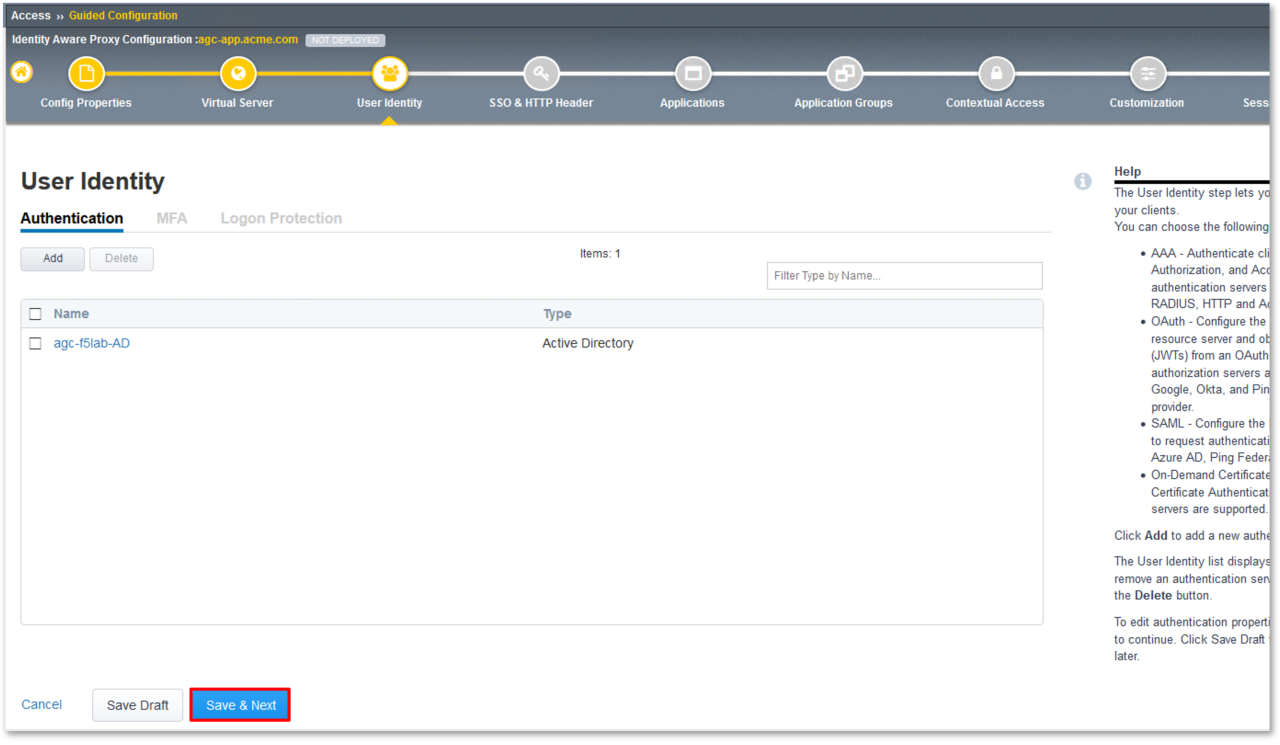 Access » Guided Configuration
Identity Aware Proxy Configuration :agc-app.acme.com NOT DEPLOYED
Config Properties
Virtual Server
User Identity
SSO & HTTP Header
Applications
Application Groups
Contextual Access
Customization
Sess
User Identity
Authentication MFA Logon Protection
Add Delete
Items: 1
Filter Type by Name...
Name Type
agc-f5lab-AD Active Directory
Cancel Save Draft Save & Next
Help
The User Identity step lets yo
your clients.
You can choose the following
• AAA - Authenticate cli
Authorization, and Acc
authentication servers
RADIUS, HTTP and Ac
• OAuth - Configure the
resource server and ob
(JWTs) from an OAuth
authorization servers a
Google, Okta, and Pin
provider.
• SAML - Configure the
to request authenticati
Azure AD, Ping Federa
• On-Demand Certificate
Certificate Authenticat
servers are supported.
Click Add to add a new authe
The User Identity list displays
remove an authentication serv
the Delete button.
To edit authentication properti
to continue. Click Save Draft
later.